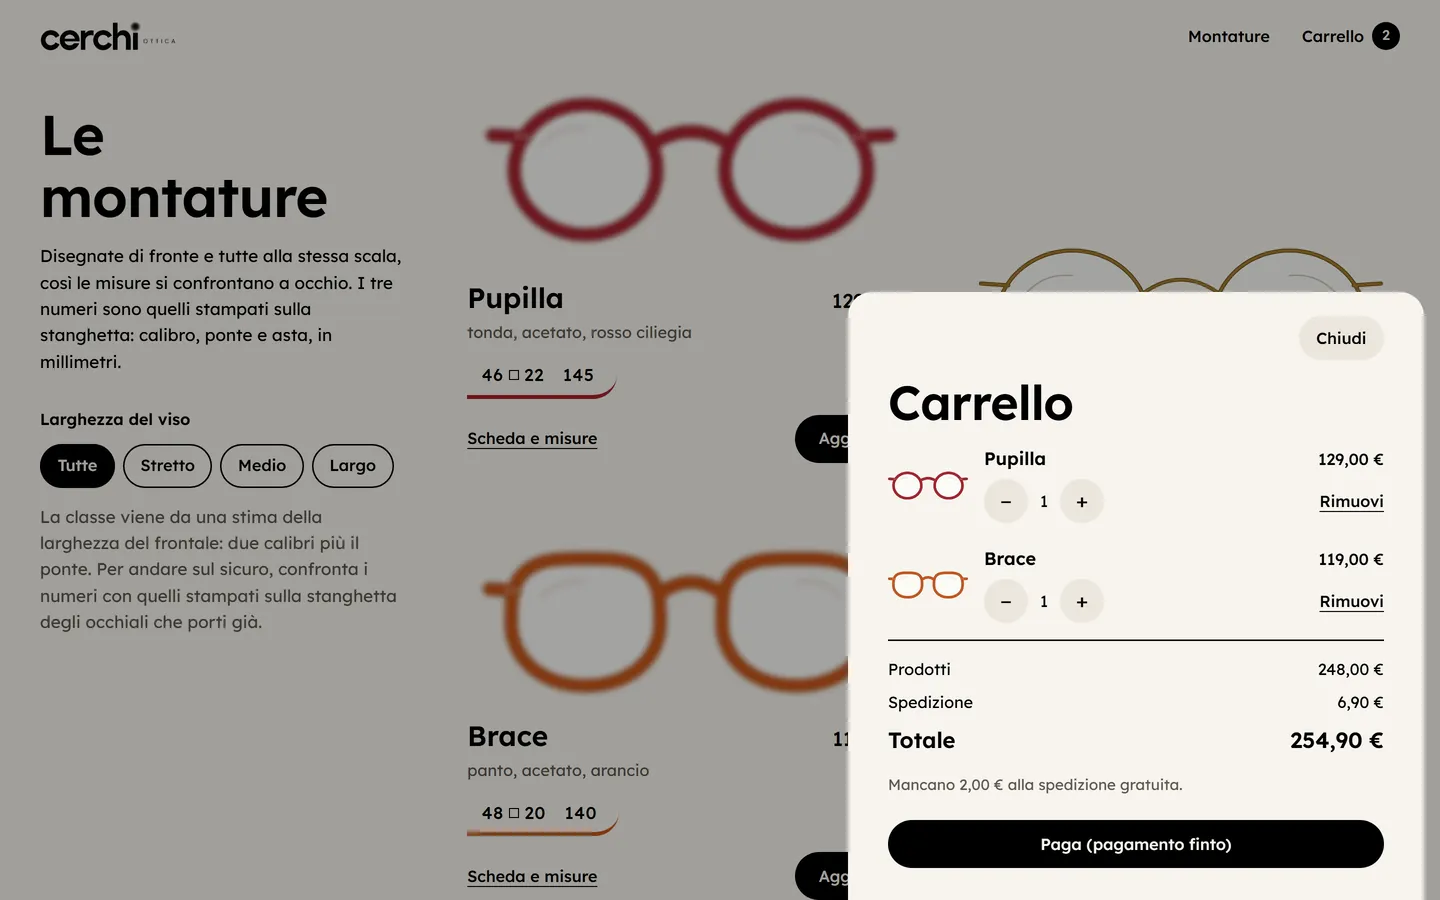 cerchi OTTICA
Montature
Carrello 2
Le
montature
Disegnate di fronte e tutte alla stessa scala,
così le misure si confrontano a occhio. I tre
numeri sono quelli stampati sulla
stanghetta: calibro, ponte e asta, in
millimetri.
Larghezza del viso
Tutte Stretto Medio Largo
La classe viene da una stima della
larghezza del frontale: due calibri più il
ponte. Per andare sul sicuro, confronta i
numeri con quelli stampati sulla stanghetta
degli occhiali che porti già.
Pupilla
tonda, acetato, rosso ciliegia
46 □ 22 145
Scheda e misure
Brace
panto, acetato, arancio
48 □ 20 140
Scheda e misure
Chiudi
Carrello
Pupilla 129,00 €
− 1 + Rimuovi
Brace 119,00 €
− 1 + Rimuovi
Prodotti 248,00 €
Spedizione 6,90 €
Totale 254,90 €
Mancano 2,00 € alla spedizione gratuita.
Paga (pagamento finto)